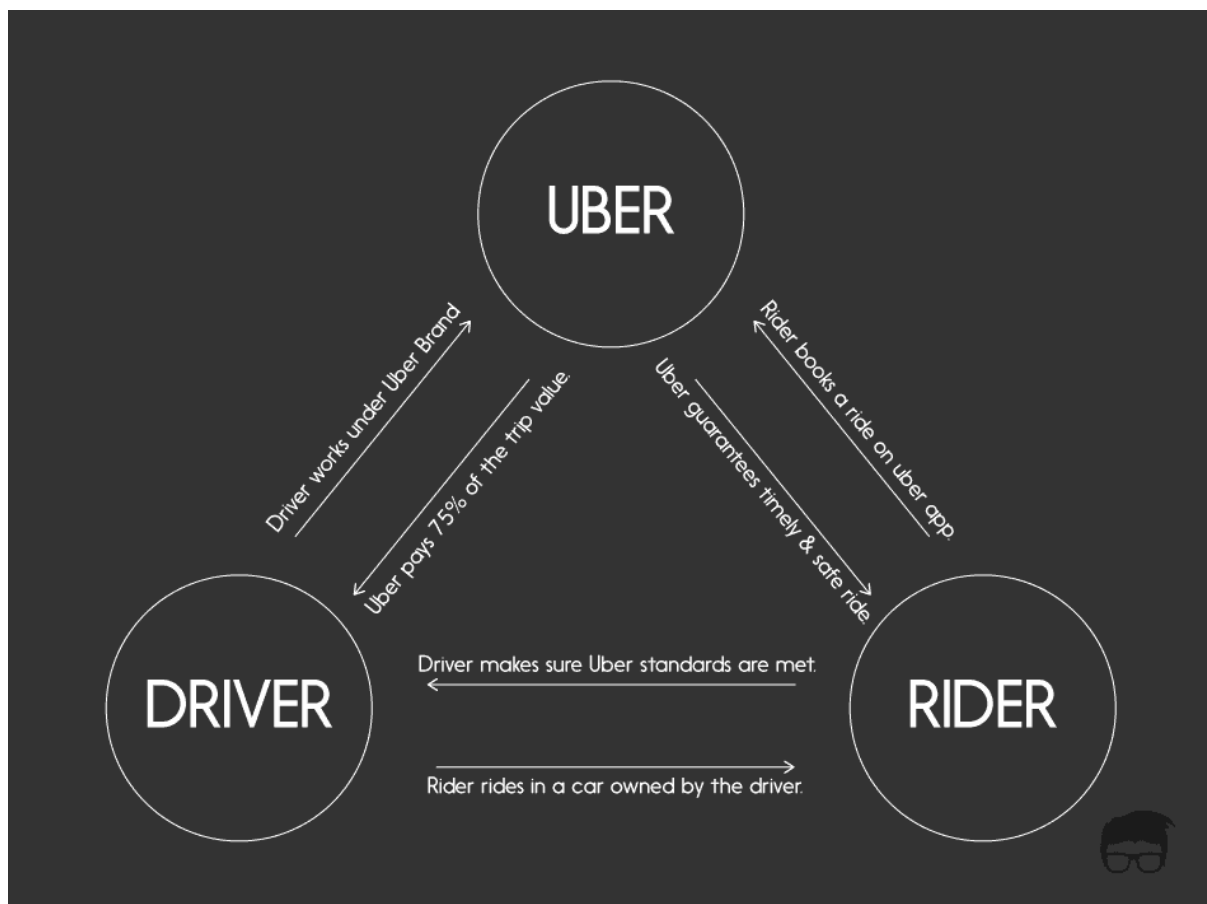 UBER
Driver works under Uber Brand
Uber pays 75% of the trip value.
Uber guarantees timely & safe ride.
Rider books a ride on uber app.
DRIVER
Driver makes sure Uber standards are met.
Rider rides in a car owned by the driver.
RIDER